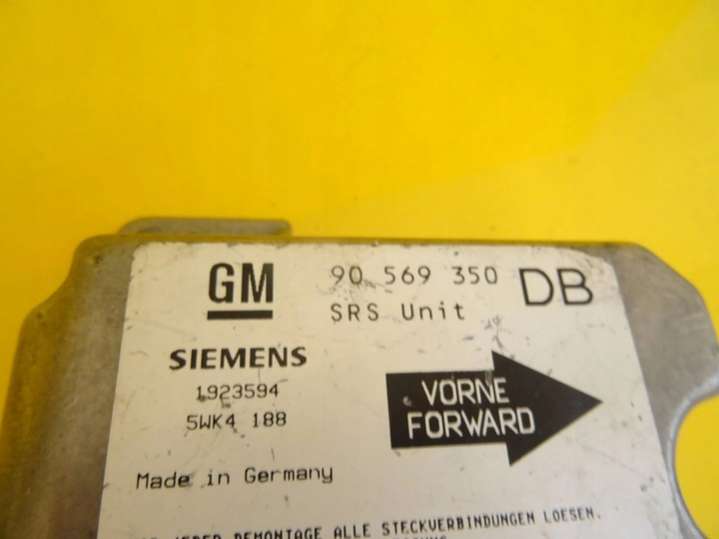 GM
90 569 350 DB
SRS Unit
SIEMENS
1923594
5WK4 188
VORNE
FORWARD
Made in Germany
JEDER DEMONTAGE ALLE STECKVERBINDUNGEN LOESEN.